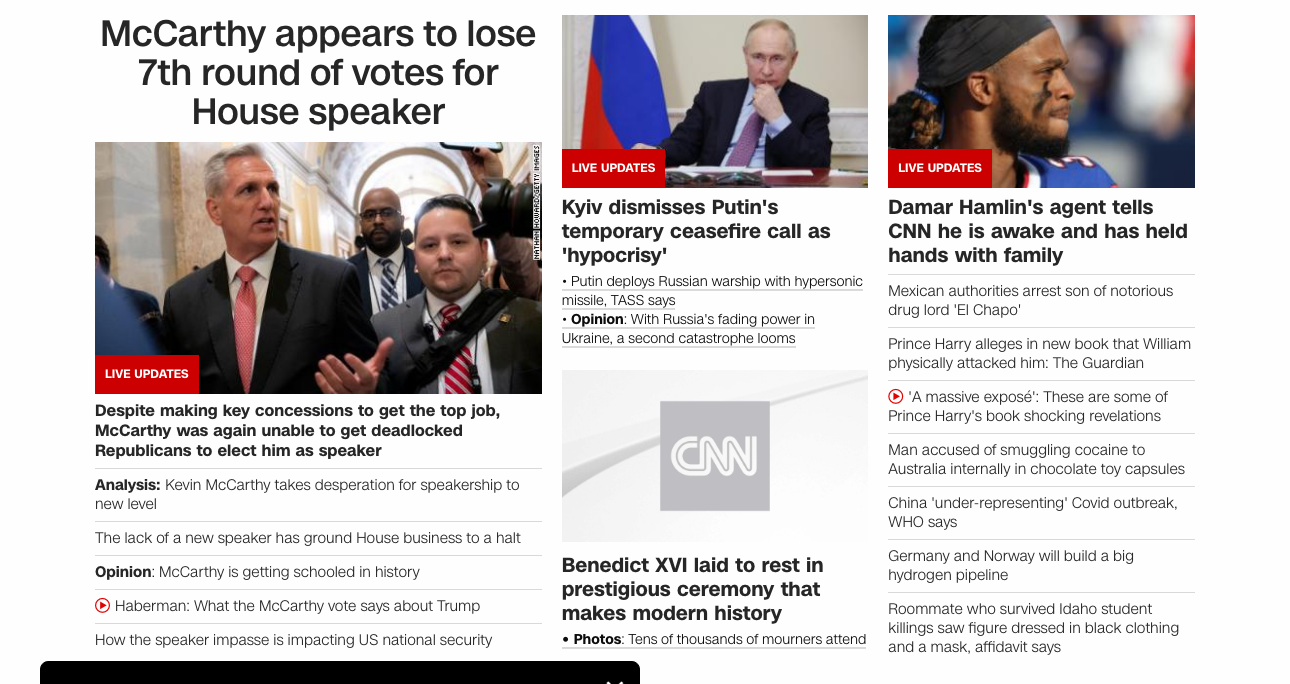 McCarthy appears to lose
7th round of votes for
House speaker
NATHAN HOWARD/GETTY IMAGES
LIVE UPDATES
Despite making key concessions to get the top job,
McCarthy was again unable to get deadlocked
Republicans to elect him as speaker
Analysis: Kevin McCarthy takes desperation for speakership to
new level
The lack of a new speaker has ground House business to a halt
Opinion: McCarthy is getting schooled in history
Haberman: What the McCarthy vote says about Trump
How the speaker impasse is impacting US national security
LIVE UPDATES
Kyiv dismisses Putin's
temporary ceasefire call as
'hypocrisy'
• Putin deploys Russian warship with hypersonic
missile, TASS says
• Opinion: With Russia's fading power in
Ukraine, a second catastrophe looms
CNN
Benedict XVI laid to rest in
prestigious ceremony that
makes modern history
• Photos: Tens of thousands of mourners attend
LIVE UPDATES
Damar Hamlin's agent tells
CNN he is awake and has held
hands with family
Mexican authorities arrest son of notorious
drug lord 'El Chapo'
Prince Harry alleges in new book that William
physically attacked him: The Guardian
'A massive exposé': These are some of
Prince Harry's book shocking revelations
Man accused of smuggling cocaine to
Australia internally in chocolate toy capsules
China 'under-representing' Covid outbreak,
WHO says
Germany and Norway will build a big
hydrogen pipeline
Roommate who survived Idaho student
killings saw figure dressed in black clothing
and a mask, affidavit says